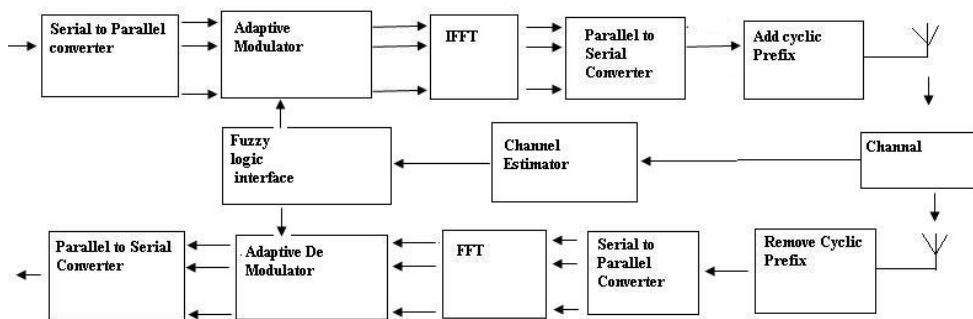 Serial to Parallel
converter
Adaptive
Modulator
IFFT
Parallel to
Serial
Converter
Add cyclic
Prefix
Fuzzy
logic
interface
Channel
Estimator
Channal
Parallel to Serial
Converter
Adaptive De
Modulator
FFT
Serial to
Parallel
Converter
Remove Cyclic
Prefix